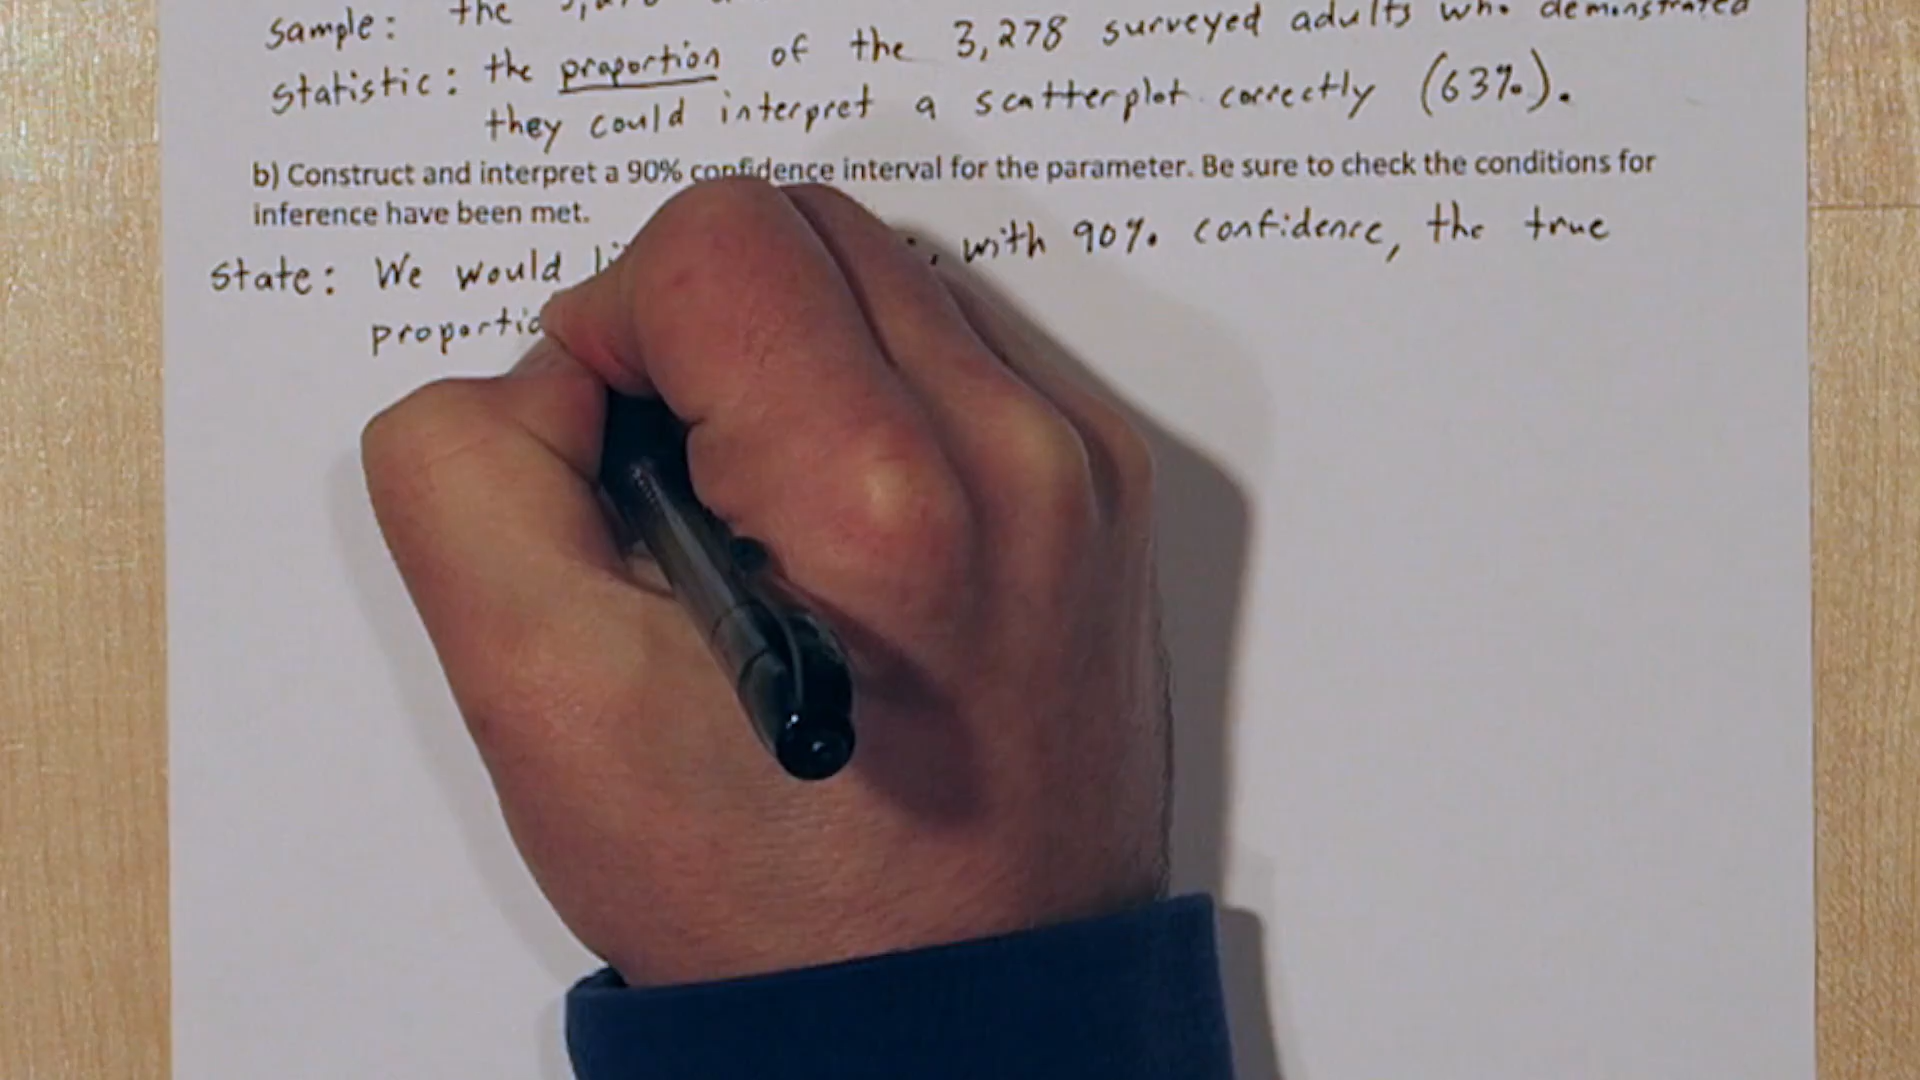 sample: the
statistic: the proportion of the 3,278 surveyed adults who demonstrated
they could interpret a scatterplot correctly (63%).
b) Construct and interpret a 90% confidence interval for the parameter. Be sure to check the conditions for
inference have been met.
State: We would with 90% confidence, the true